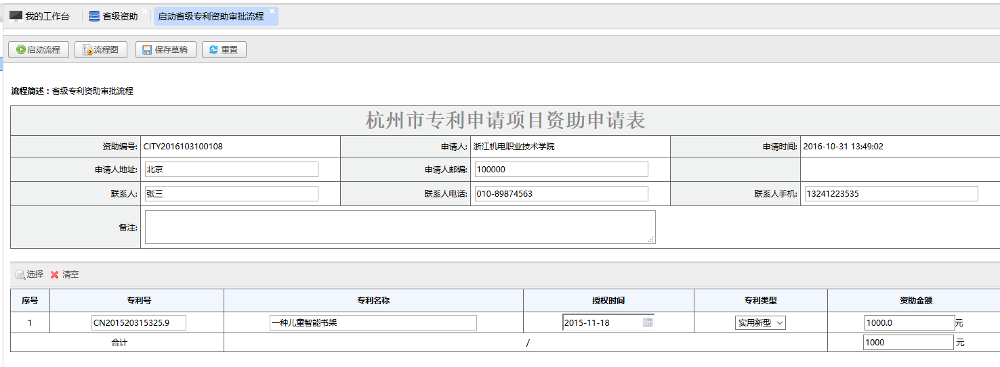 我的工作台 省级资助 启动省级专利资助审批流程
启动流程 流程图 保存草稿 重置
流程简述：省级专利资助审批流程
杭州市专利申请项目资助申请表
资助编号: CITY2016103100108 申请人: 浙江机电职业技术学院 申请时间: 2016-10-31 13:49:02
申请人地址: 北京 申请人邮编: 100000
联系人: 张三 联系人电话: 010-89874563 联系人手机: 13241223535
备注:
选择 清空
序号 专利号 专利名称 授权时间 专利类型 资助金额
1 CN201520315325.9 一种儿童智能书架 2015-11-18 实用新型 1000.0 元
合计 / 1000 元